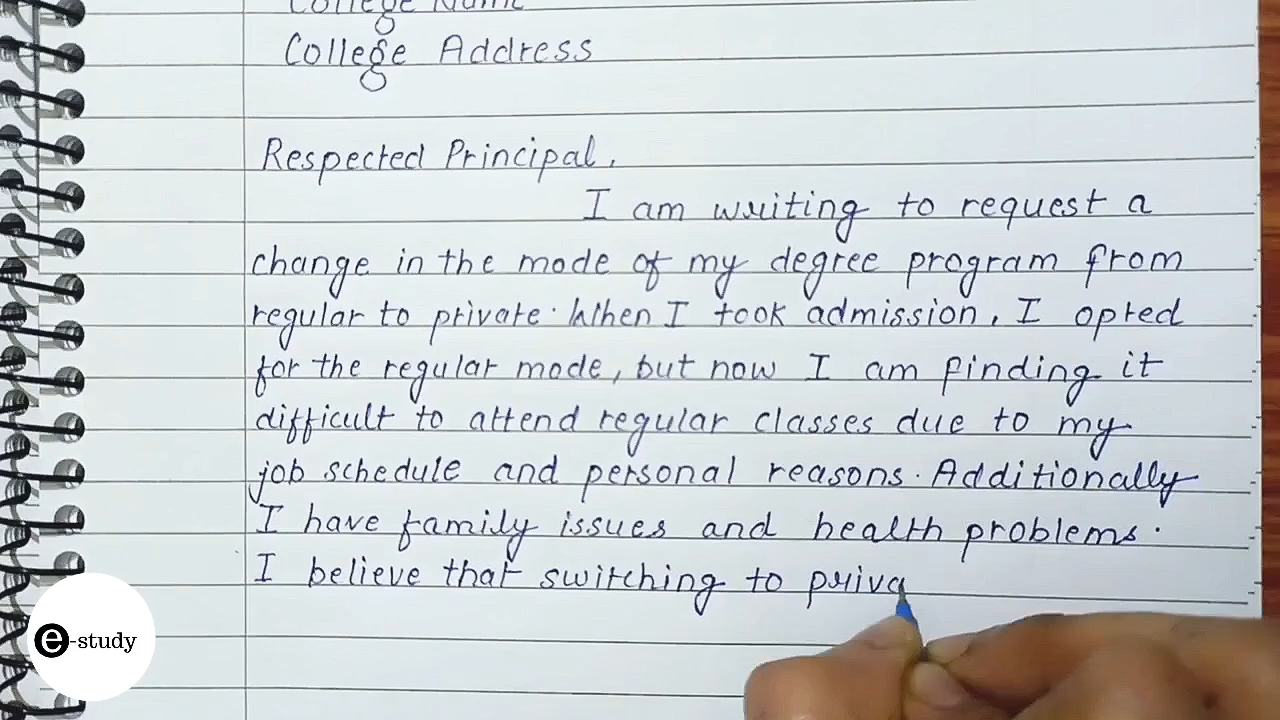 College Name
College Address
Respected Principal,
I am writing to request a
change in the mode of my degree program from
regular to private. When I took admission, I opted
for the regular mode, but now I am finding it
difficult to attend regular classes due to my
job schedule and personal reasons. Additionally
I have family issues and health problems.
I believe that switching to priva
e-study